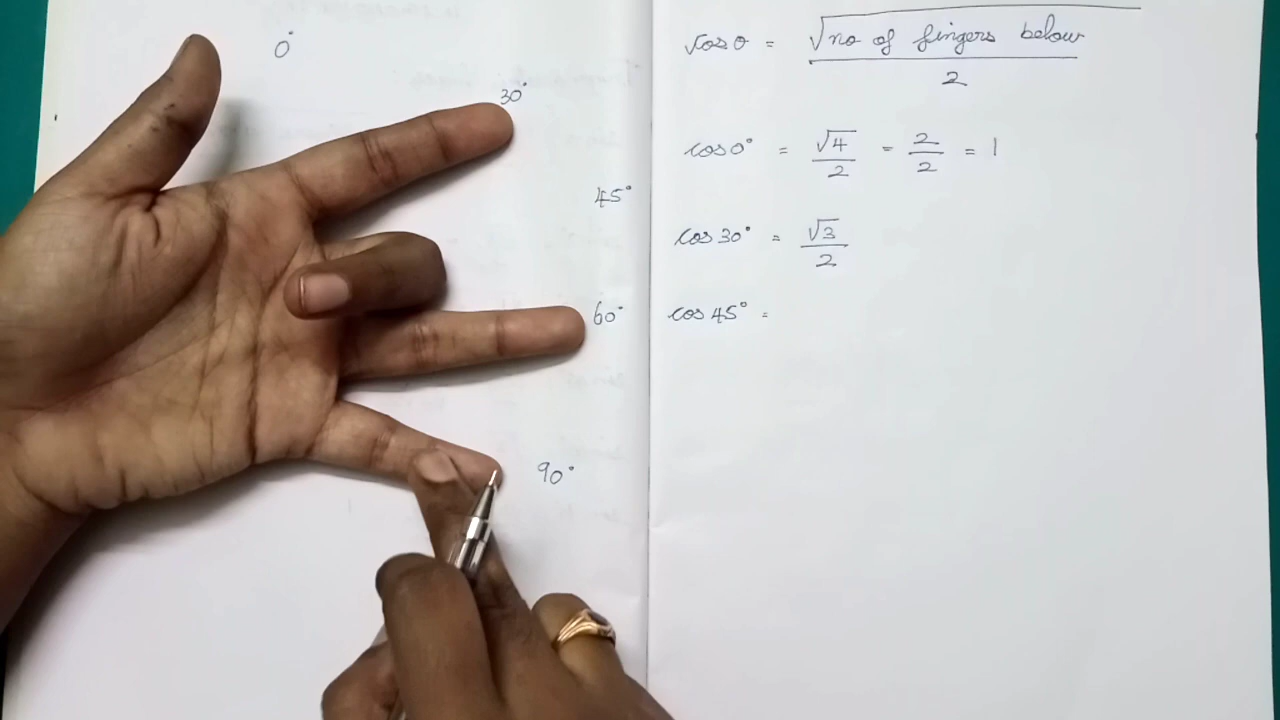 0°
30°
45°
60°
90°
cos θ = √no of fingers below / 2
cos 0° = √4 / 2 = 2 / 2 = 1
cos 30° = √3 / 2
cos 45° =